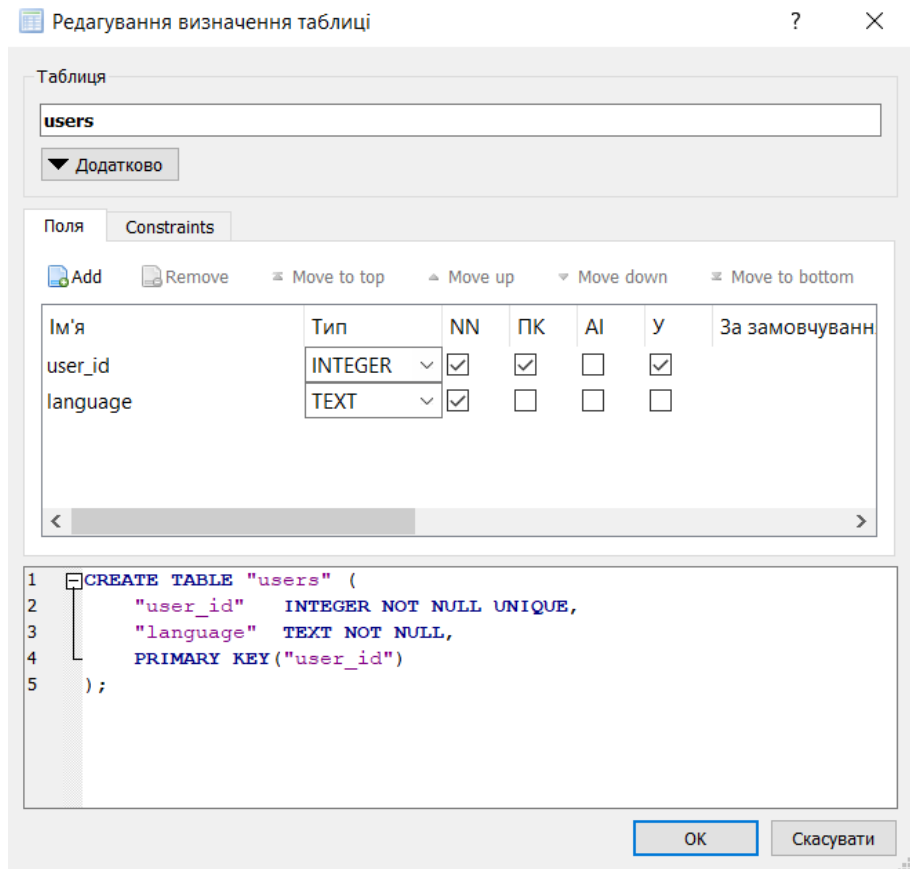 Редагування визначення таблиці ?
Таблиця
users
Додатково
Поля Constraints
Add Remove Move to top Move up Move down Move to bottom
Ім'я Тип NN ПК АІ У За замовчуванн
user_id INTEGER
language TEXT
1 CREATE TABLE "users" (
2 "user_id" INTEGER NOT NULL UNIQUE,
3 "language" TEXT NOT NULL,
4 PRIMARY KEY("user_id")
5 );
OK Скасувати